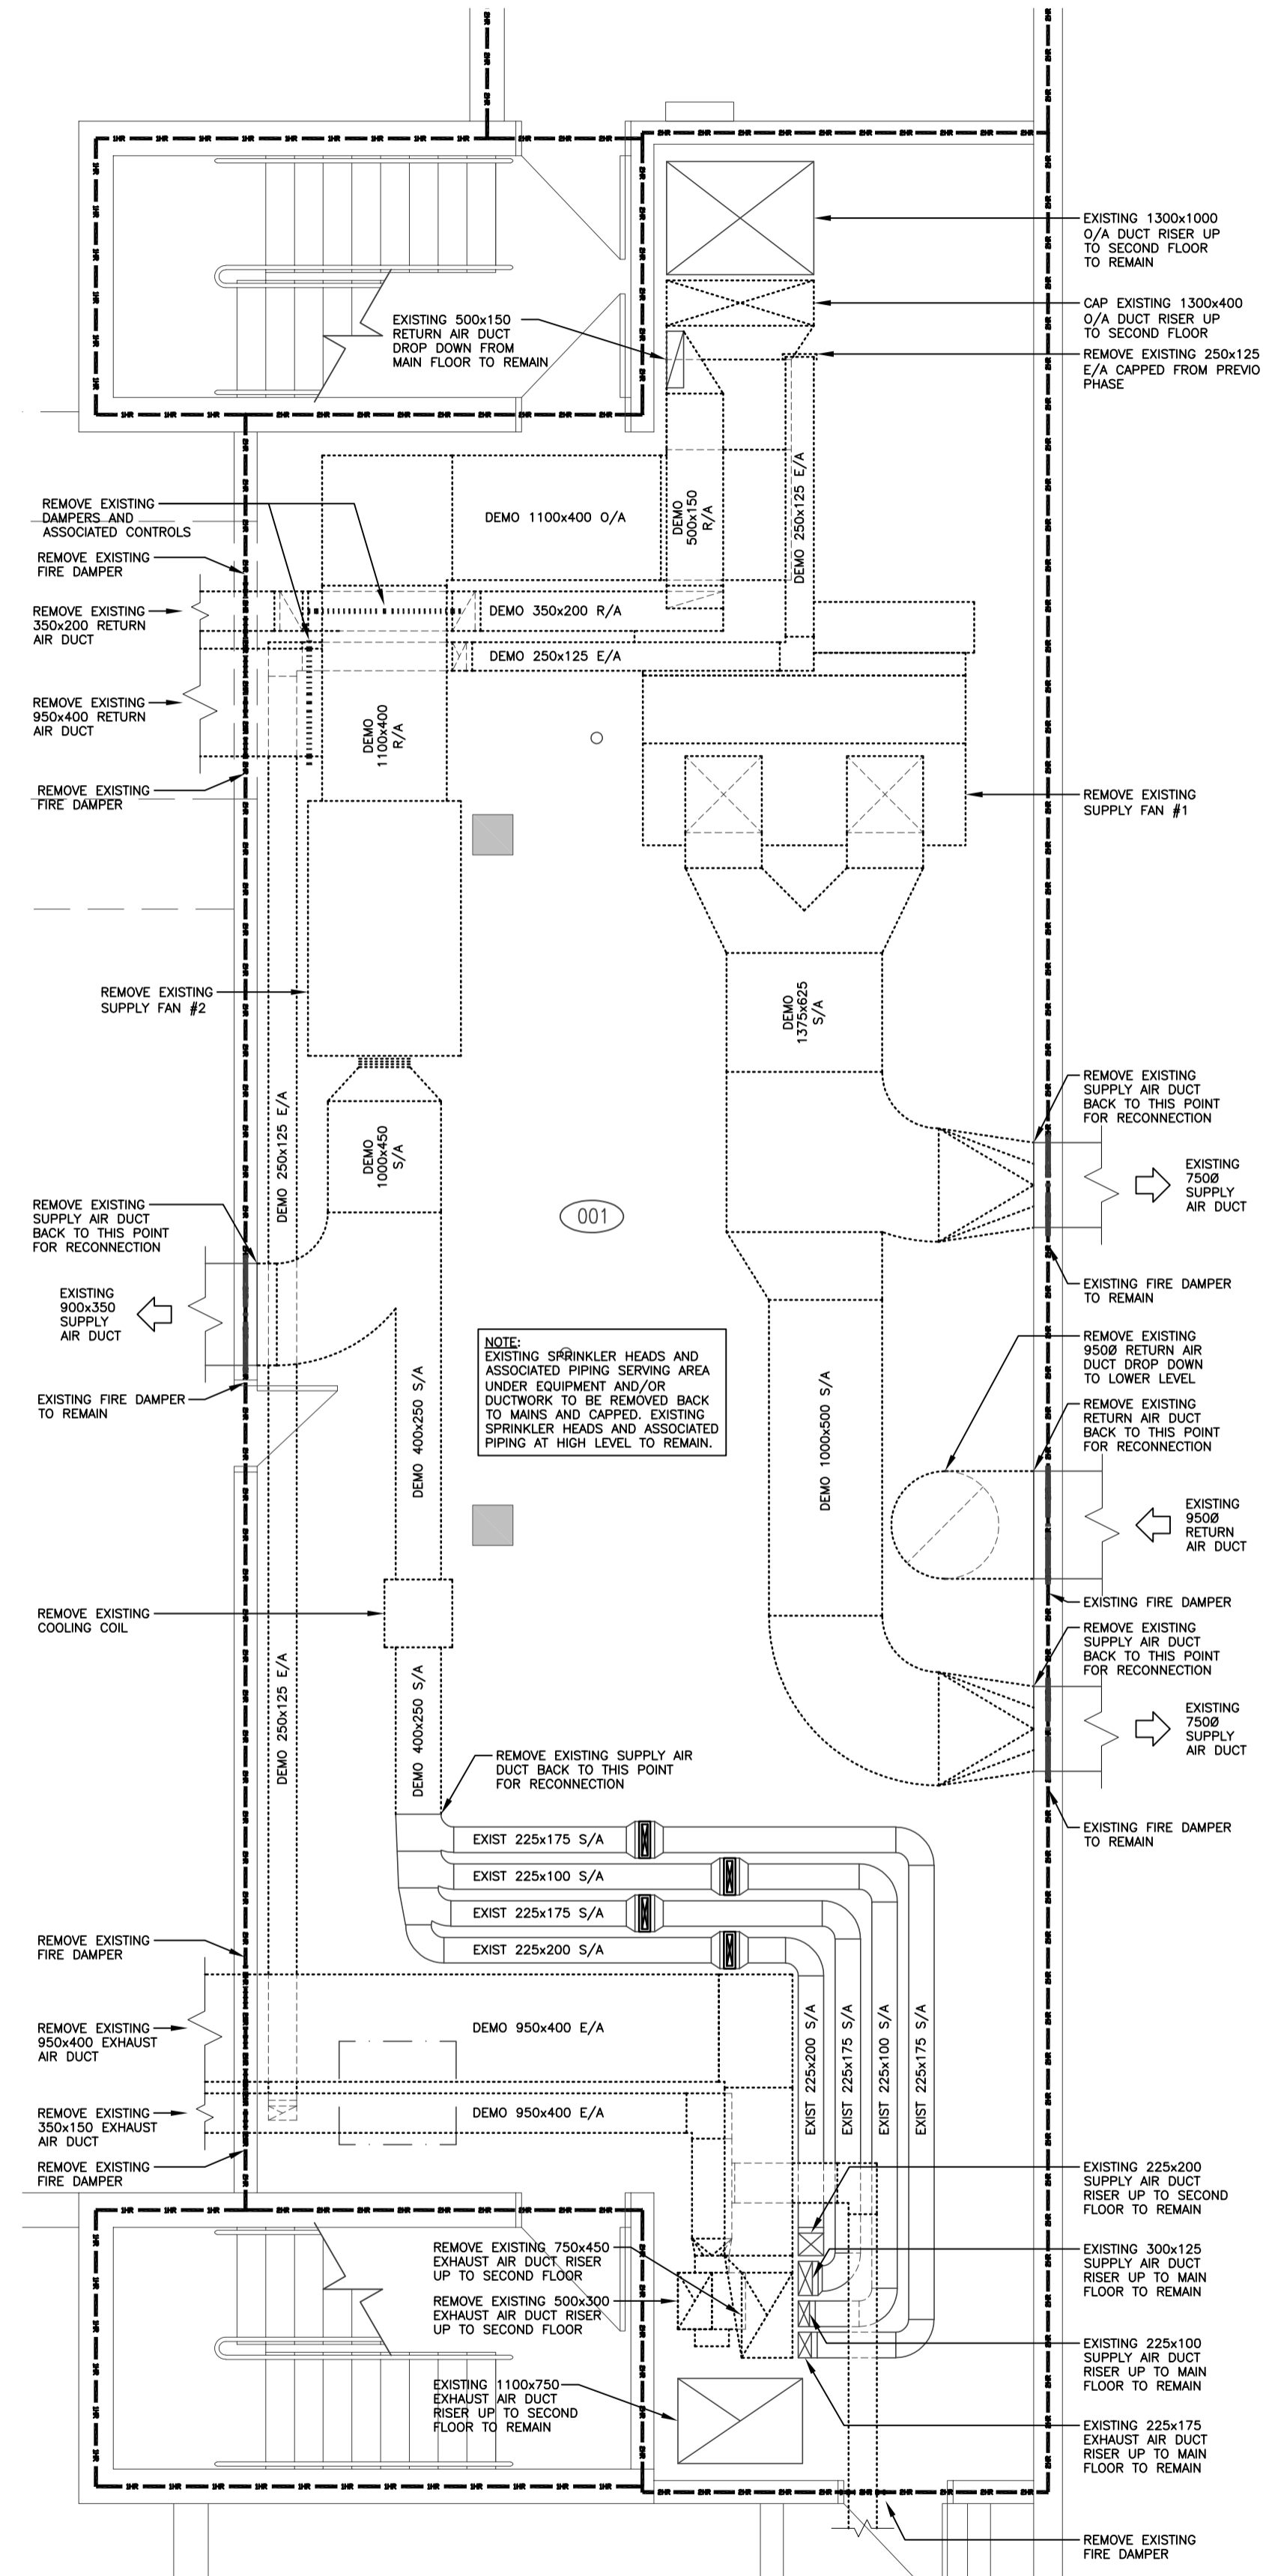 EXISTING 1300x1000
O/A DUCT RISER UP
TO SECOND FLOOR
TO REMAIN
CAP EXISTING 1300x400
O/A DUCT RISER UP
TO SECOND FLOOR
EXISTING 500x150
RETURN AIR DUCT
DROP DOWN FROM
MAIN FLOOR TO REMAIN
REMOVE EXISTING 250x125
E/A CAPPED FROM PREVIO
PHASE
REMOVE EXISTING
DAMPERS AND
ASSOCIATED CONTROLS
DEMO 1100x400 O/A
DEMO
500x150
R/A
DEMO 250x125 E/A
REMOVE EXISTING
FIRE DAMPER
REMOVE EXISTING
350x200 RETURN
AIR DUCT
DEMO 350x200 R/A
DEMO 250x125 E/A
REMOVE EXISTING
950x400 RETURN
AIR DUCT
DEMO
1100x400
R/A
REMOVE EXISTING
FIRE DAMPER
REMOVE EXISTING
SUPPLY FAN #1
REMOVE EXISTING
SUPPLY FAN #2
DEMO
1375x625
S/A
REMOVE EXISTING
SUPPLY AIR DUCT
BACK TO THIS POINT
FOR RECONNECTION
DEMO 250x125 E/A
DEMO
1000x450
S/A
EXISTING
750Ø
SUPPLY
AIR DUCT
REMOVE EXISTING
SUPPLY AIR DUCT
BACK TO THIS POINT
FOR RECONNECTION
001
EXISTING
900x350
SUPPLY
AIR DUCT
EXISTING FIRE DAMPER
TO REMAIN
NOTE:
EXISTING SPRINKLER HEADS AND
ASSOCIATED PIPING SERVING AREA
UNDER EQUIPMENT AND/OR
DUCTWORK TO BE REMOVED BACK
TO MAINS AND CAPPED. EXISTING
SPRINKLER HEADS AND ASSOCIATED
PIPING AT HIGH LEVEL TO REMAIN.
REMOVE EXISTING
950Ø RETURN AIR
DUCT DROP DOWN
TO LOWER LEVEL
EXISTING FIRE DAMPER
TO REMAIN
DEMO 400x250 S/A
DEMO 1000x500 S/A
REMOVE EXISTING
RETURN AIR DUCT
BACK TO THIS POINT
FOR RECONNECTION
EXISTING
950Ø
RETURN
AIR DUCT
REMOVE EXISTING
COOLING COIL
EXISTING FIRE DAMPER
REMOVE EXISTING
SUPPLY AIR DUCT
BACK TO THIS POINT
FOR RECONNECTION
DEMO 250x125 E/A
DEMO 400x250 S/A
EXISTING
750Ø
SUPPLY
AIR DUCT
REMOVE EXISTING SUPPLY AIR
DUCT BACK TO THIS POINT
FOR RECONNECTION
EXISTING FIRE DAMPER
TO REMAIN
EXIST 225x175 S/A
EXIST 225x100 S/A
EXIST 225x175 S/A
EXIST 225x200 S/A
REMOVE EXISTING
FIRE DAMPER
REMOVE EXISTING
950x400 EXHAUST
AIR DUCT
DEMO 950x400 E/A
EXIST 225x200 S/A
EXIST 225x175 S/A
EXIST 225x100 S/A
EXIST 225x175 S/A
REMOVE EXISTING
350x150 EXHAUST
AIR DUCT
DEMO 950x400 E/A
REMOVE EXISTING
FIRE DAMPER
EXISTING 225x200
SUPPLY AIR DUCT
RISER UP TO SECOND
FLOOR TO REMAIN
REMOVE EXISTING 750x450
EXHAUST AIR DUCT RISER
UP TO SECOND FLOOR
EXISTING 300x125
SUPPLY AIR DUCT
RISER UP TO MAIN
FLOOR TO REMAIN
REMOVE EXISTING 500x300
EXHAUST AIR DUCT RISER
UP TO SECOND FLOOR
EXISTING 225x100
SUPPLY AIR DUCT
RISER UP TO MAIN
FLOOR TO REMAIN
EXISTING 1100x750
EXHAUST AIR DUCT
RISER UP TO SECOND
FLOOR TO REMAIN
EXISTING 225x175
EXHAUST AIR DUCT
RISER UP TO MAIN
FLOOR TO REMAIN
REMOVE EXISTING
FIRE DAMPER